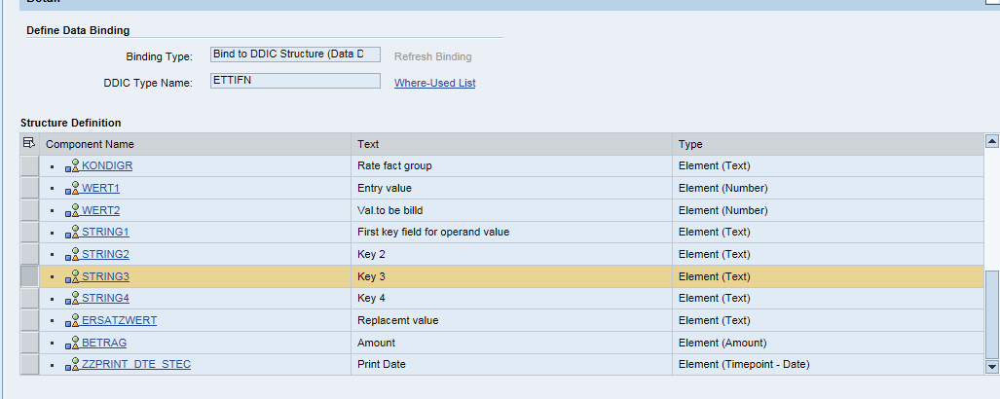 Detail
Define Data Binding
Binding Type: Bind to DDIC Structure (Data D Refresh Binding
DDIC Type Name: ETTIFN Where-Used List
Structure Definition
Component Name Text Type
KONDIGR Rate fact group Element (Text)
WERT1 Entry value Element (Number)
WERT2 Val.to be billd Element (Number)
STRING1 First key field for operand value Element (Text)
STRING2 Key 2 Element (Text)
STRING3 Key 3 Element (Text)
STRING4 Key 4 Element (Text)
ERSATZWERT Replacemt value Element (Text)
BETRAG Amount Element (Amount)
ZZPRINT_DTE_STEC Print Date Element (Timepoint - Date)